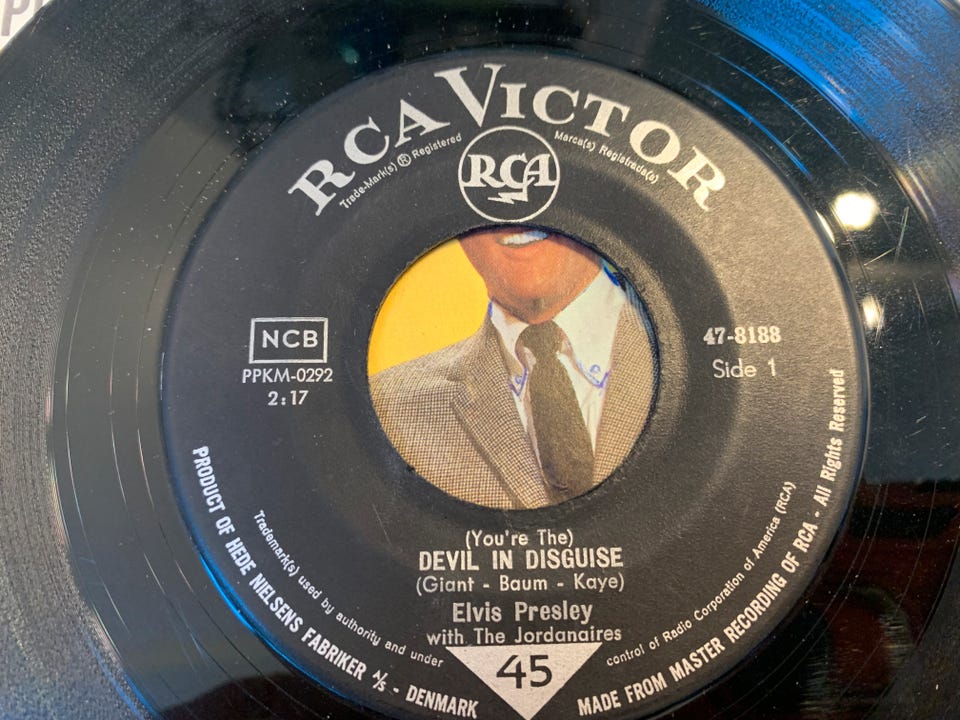 RCA VICTOR
Trade-Mark(s) ® Registered
Marca(s) Registrada(s)
RCA
NCB
PPKM-0292
2:17
47-8188
Side 1
(You're The)
DEVIL IN DISGUISE
(Giant - Baum - Kaye)
Elvis Presley
with The Jordanaires
45
Trademark(s) used by authority and under control of Radio Corporation of America (RCA)
PRODUCT OF HEDE NIELSENS FABRIKER A/S - DENMARK
MADE FROM MASTER RECORDING OF RCA - All Rights Reserved